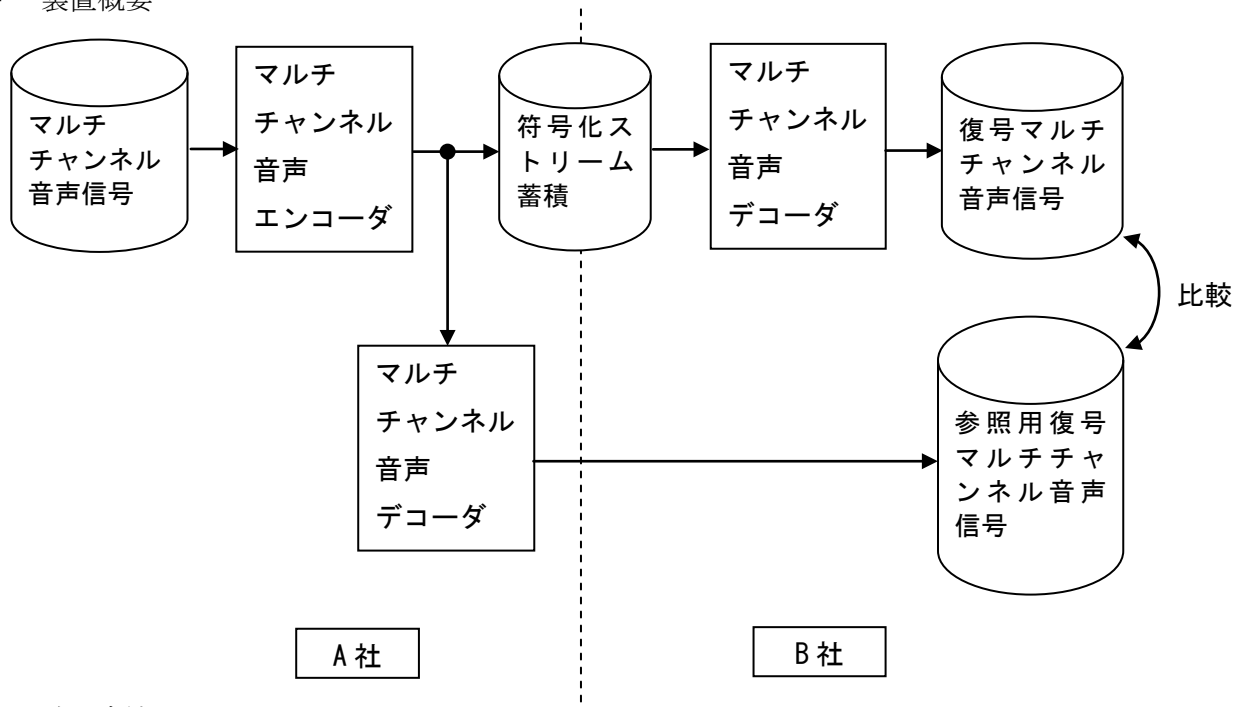 装置概要
マルチ
チャンネル
音声信号
マルチ
チャンネル
音声
エンコーダ
符号化ス
トリーム
蓄積
マルチ
チャンネル
音声
デコーダ
復号マルチ
チャンネル
音声信号
比較
マルチ
チャンネル
音声
デコーダ
参照用復号
マルチチャ
ンネル音声
信号
A社
B社